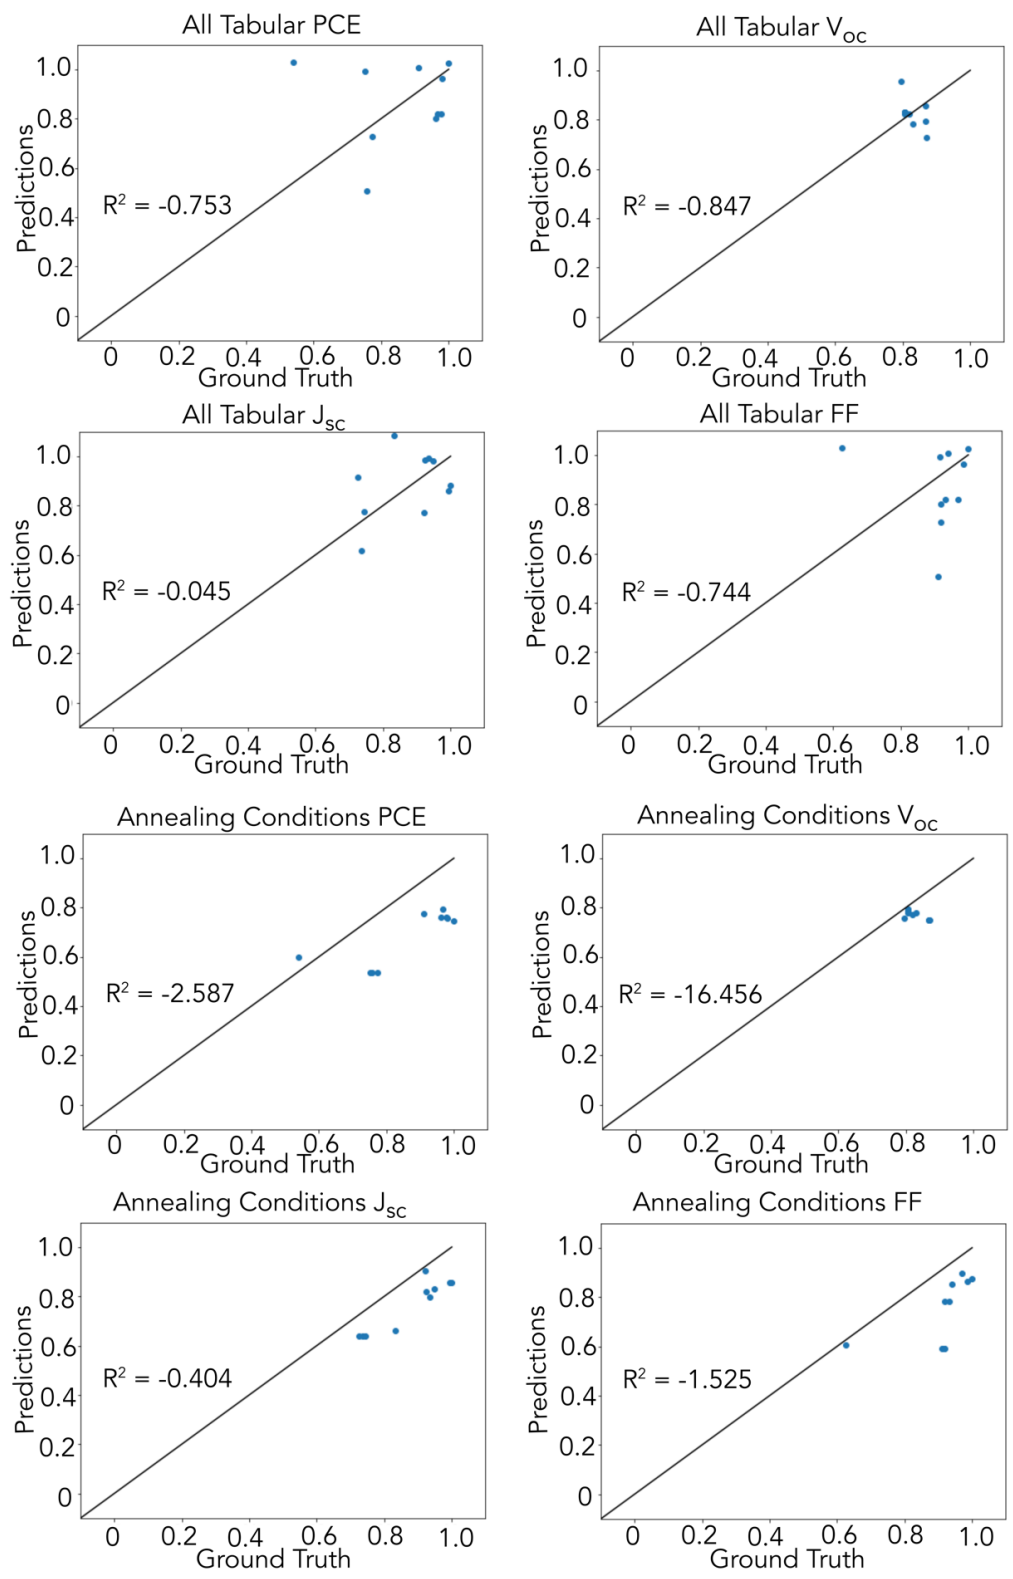 All Tabular PCE
1.0
0.8
0.6
0.4
0.2
0
Predictions
R² = -0.753
0 0.2 0.4 0.6 0.8 1.0
Ground Truth
All Tabular Voc
1.0
0.8
0.6
0.4
0.2
0
Predictions
R² = -0.847
0 0.2 0.4 0.6 0.8 1.0
Ground Truth
All Tabular Jsc
1.0
0.8
0.6
0.4
0.2
0
Predictions
R² = -0.045
0 0.2 0.4 0.6 0.8 1.0
Ground Truth
All Tabular FF
1.0
0.8
0.6
0.4
0.2
0
Predictions
R² = -0.744
0 0.2 0.4 0.6 0.8 1.0
Ground Truth
Annealing Conditions PCE
1.0
0.8
0.6
0.4
0.2
0
Predictions
R² = -2.587
0 0.2 0.4 0.6 0.8 1.0
Ground Truth
Annealing Conditions Voc
1.0
0.8
0.6
0.4
0.2
0
Predictions
R² = -16.456
0 0.2 0.4 0.6 0.8 1.0
Ground Truth
Annealing Conditions Jsc
1.0
0.8
0.6
0.4
0.2
0
Predictions
R² = -0.404
0 0.2 0.4 0.6 0.8 1.0
Ground Truth
Annealing Conditions FF
1.0
0.8
0.6
0.4
0.2
0
Predictions
R² = -1.525
0 0.2 0.4 0.6 0.8 1.0
Ground Truth